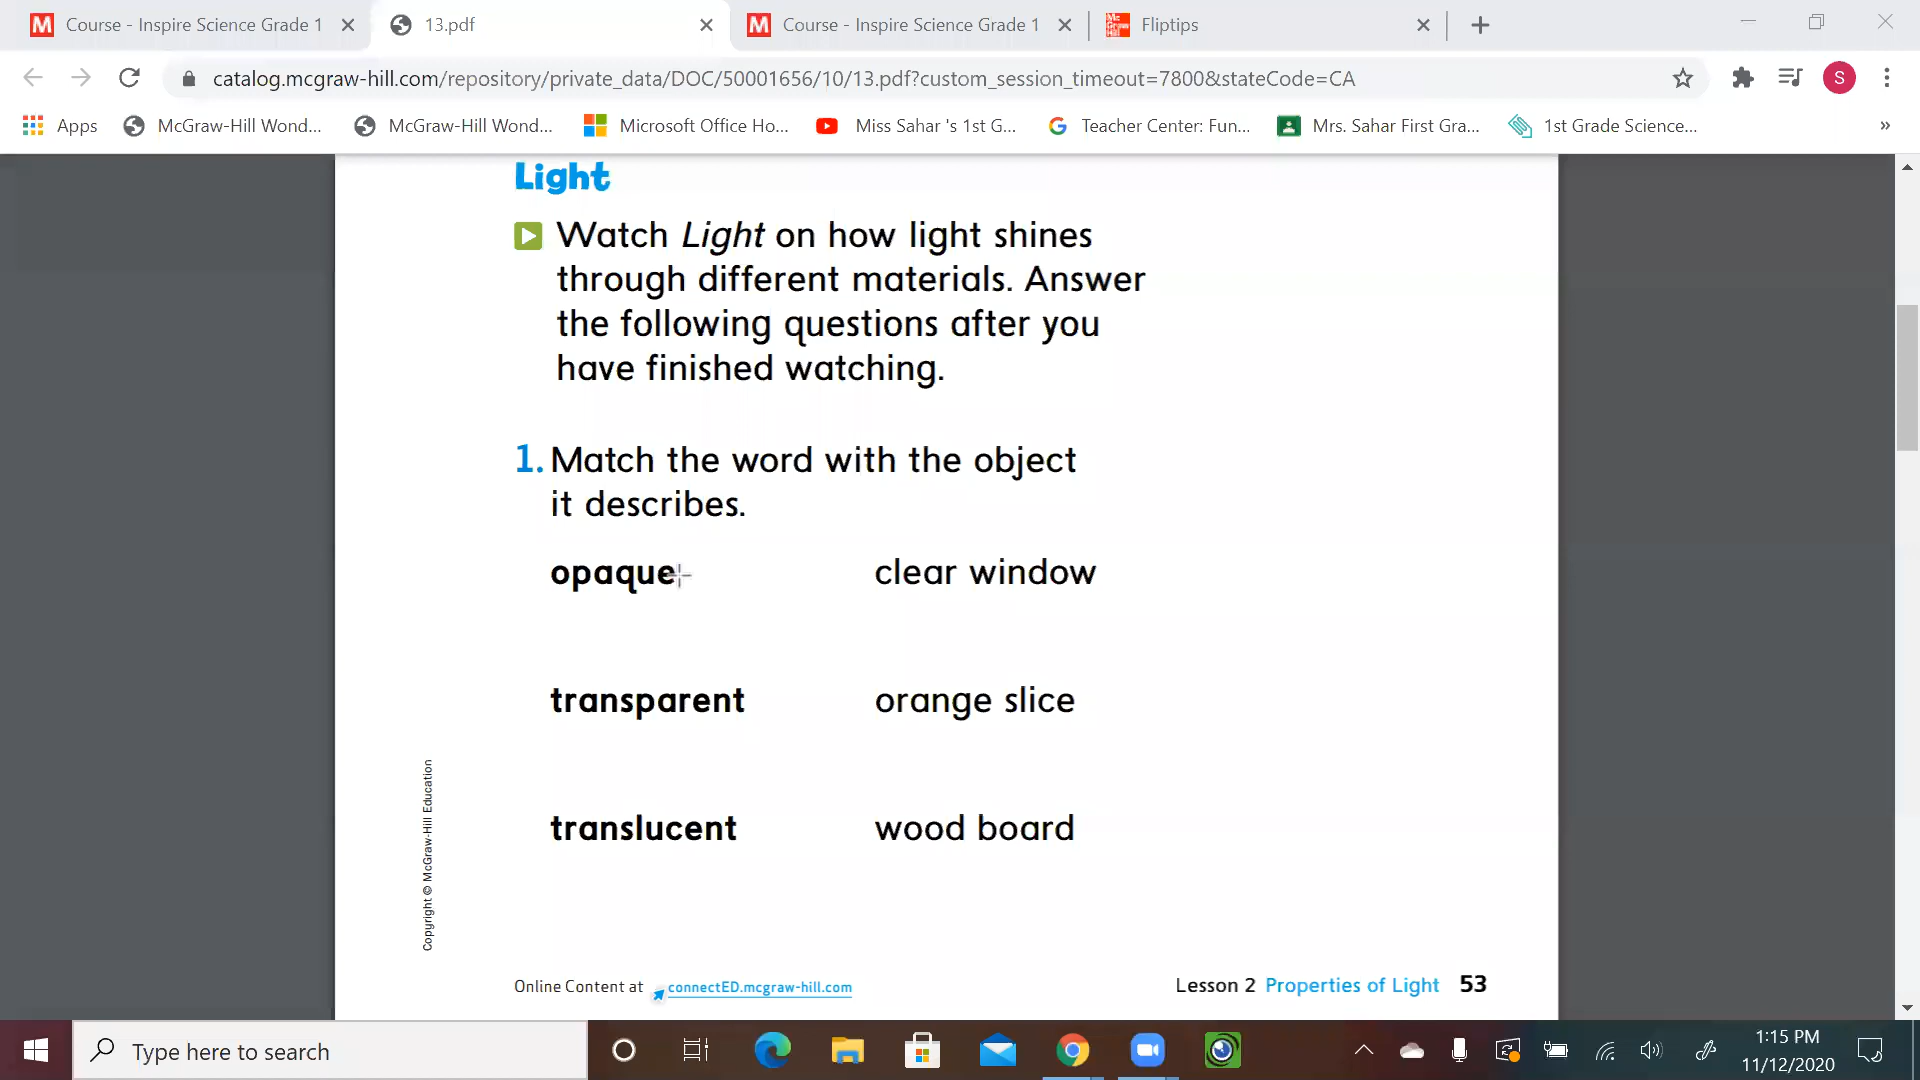 Course - Inspire Science Grade 1
13.pdf
Course - Inspire Science Grade 1
Fliptips
catalog.mcgraw-hill.com/repository/private_data/DOC/50001656/10/13.pdf?custom_session_timeout=7800&stateCode=CA
S
Apps
McGraw-Hill Wond...
McGraw-Hill Wond...
Microsoft Office Ho...
Miss Sahar 's 1st G...
Teacher Center: Fun...
Mrs. Sahar First Gra...
1st Grade Science...
Light
Watch Light on how light shines
through different materials. Answer
the following questions after you
have finished watching.
1. Match the word with the object
it describes.
opaque clear window
transparent orange slice
translucent wood board
Copyright © McGraw-Hill Education
Online Content at connectED.mcgraw-hill.com
Lesson 2 Properties of Light 53
Type here to search
1:15 PM
11/12/2020